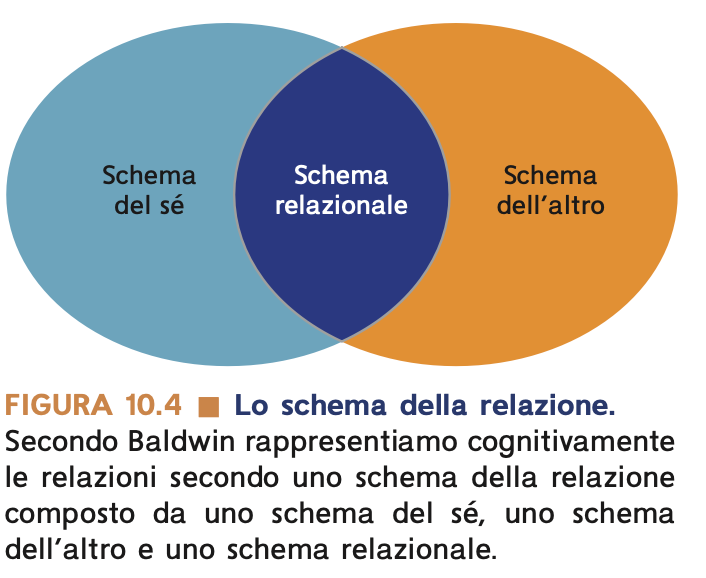 Schema
del sé
Schema
relazionale
Schema
dell'altro
FIGURA 10.4 ■ Lo schema della relazione.
Secondo Baldwin rappresentiamo cognitivamente
le relazioni secondo uno schema della relazione
composto da uno schema del sé, uno schema
dell'altro e uno schema relazionale.